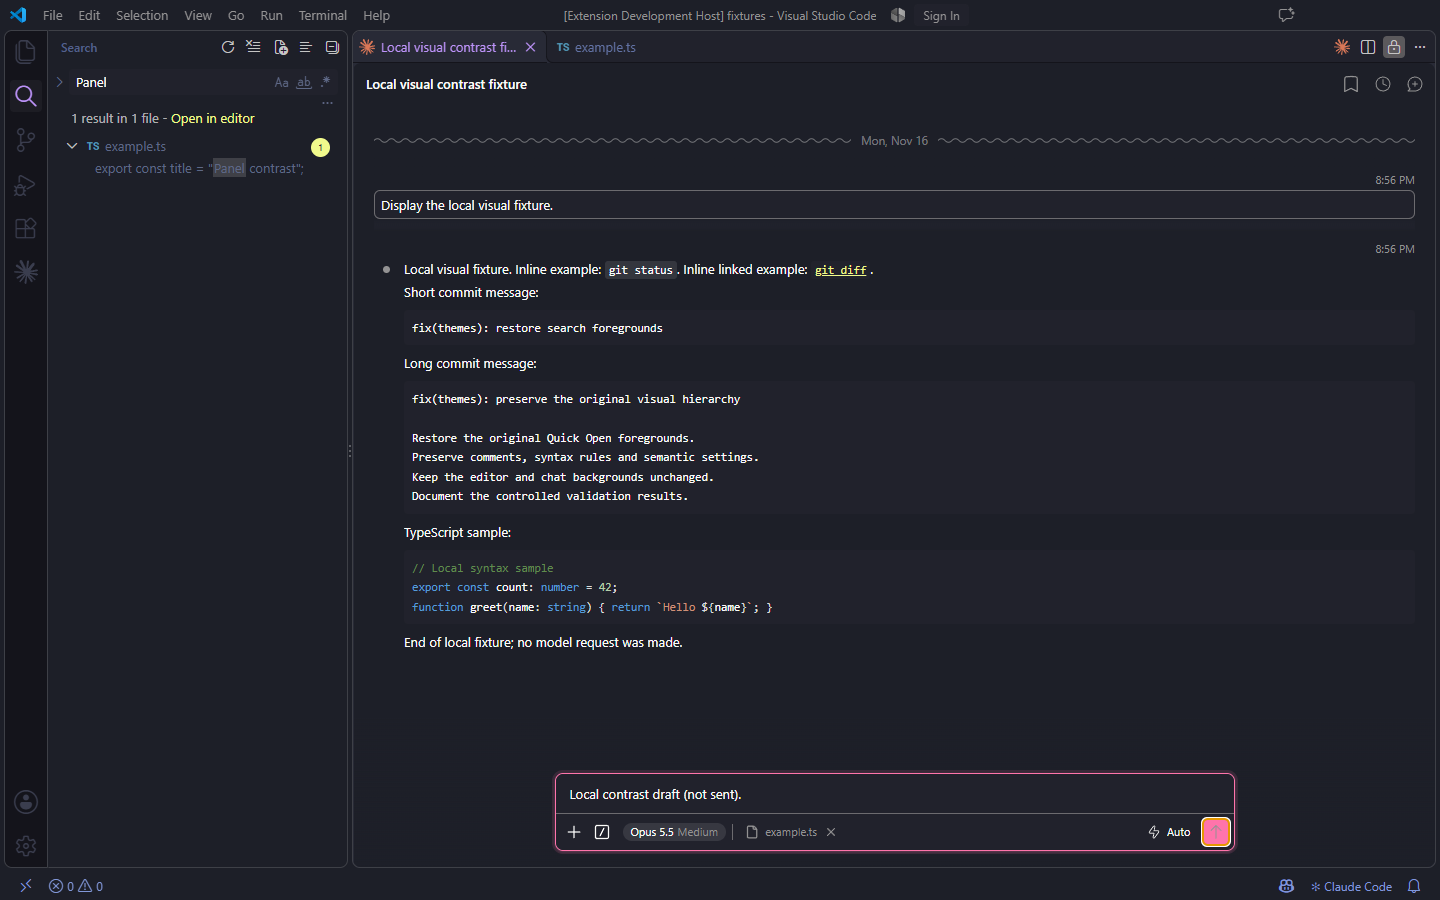 File Edit Selection View Go Run Terminal Help
[Extension Development Host] fixtures - Visual Studio Code
Sign In
Search
Panel
Aa ab .*
1 result in 1 file - Open in editor
TS example.ts
1
export const title = "Panel contrast";
Local visual contrast fi...
TS example.ts
Local visual contrast fixture
Mon, Nov 16
8:56 PM
Display the local visual fixture.
8:56 PM
Local visual fixture. Inline example: git status. Inline linked example: git diff.
Short commit message:
fix(themes): restore search foregrounds
Long commit message:
fix(themes): preserve the original visual hierarchy
Restore the original Quick Open foregrounds.
Preserve comments, syntax rules and semantic settings.
Keep the editor and chat backgrounds unchanged.
Document the controlled validation results.
TypeScript sample:
// Local syntax sample
export const count: number = 42;
function greet(name: string) { return `Hello ${name}`; }
End of local fixture; no model request was made.
Local contrast draft (not sent).
Opus 5.5 Medium
example.ts
Auto
0 0
Claude Code